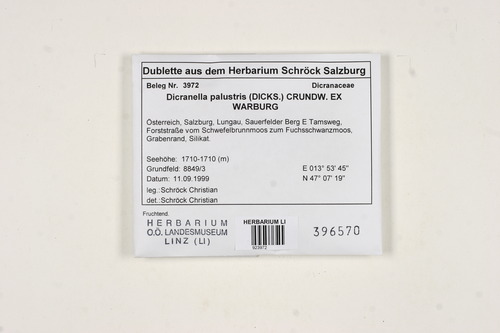 Dublette aus dem Herbarium Schröck Salzburg
Beleg Nr. 3972 Dicranaceae
Dicranella palustris (DICKS.) CRUNDW. EX
WARBURG
Österreich, Salzburg, Lungau, Sauerfelder Berg E Tamsweg,
Forststraße vom Schwefelbrunnmoos zum Fuchsschwanzmoos,
Grabenrand, Silikat.
Seehöhe: 1710-1710 (m)
Grundfeld: 8849/3 E 013° 53' 45"
Datum: 11.09.1999 N 47° 07' 19"
leg.: Schröck Christian
det.: Schröck Christian
Fruchtend.
HERBARIUM
O.Ö. LANDESMUSEUM
LINZ (LI)
HERBARIUM LI
923972
396570